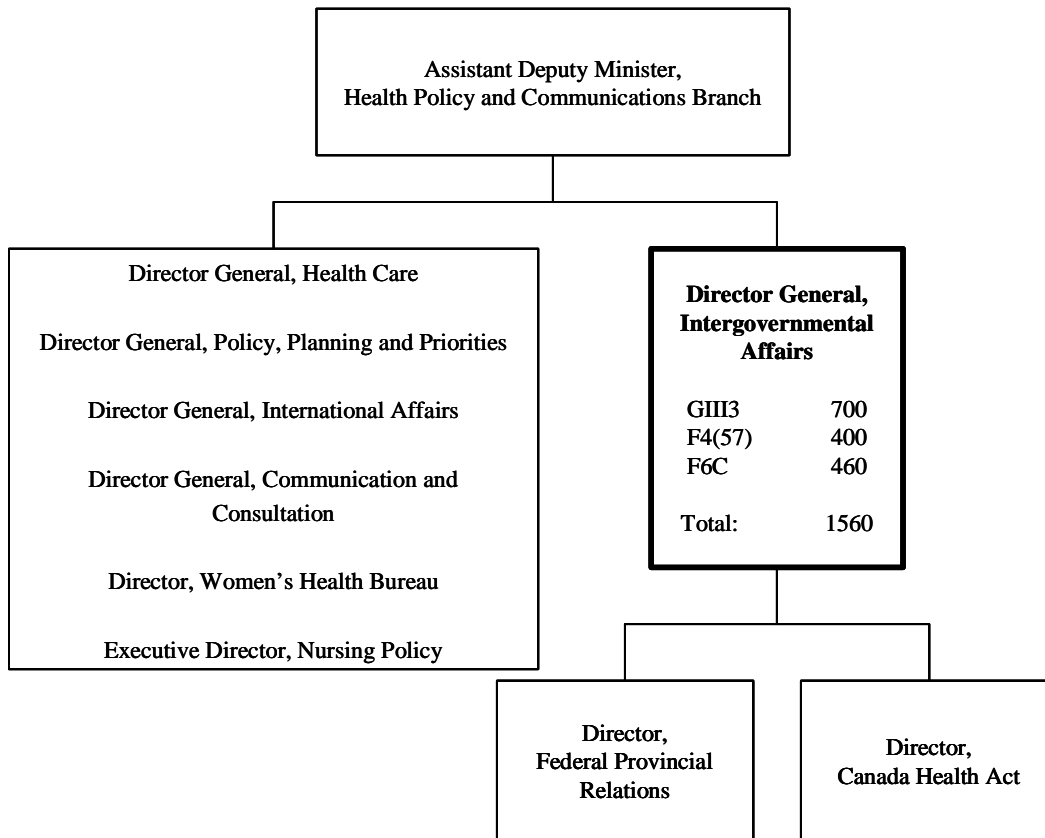 Assistant Deputy Minister,
Health Policy and Communications Branch
Director General, Health Care
Director General, Policy, Planning and Priorities
Director General, International Affairs
Director General, Communication and
Consultation
Director, Women’s Health Bureau
Executive Director, Nursing Policy
Director General,
Intergovernmental
Affairs
GIII3 700
F4(57) 400
F6C 460
Total: 1560
Director,
Federal Provincial
Relations
Director,
Canada Health Act